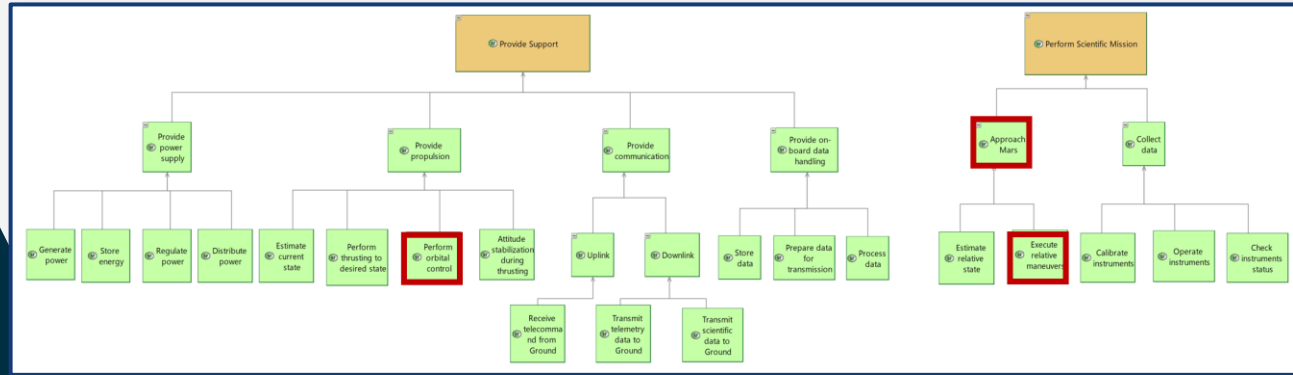 Provide Support
Perform Scientific Mission
Provide
power
supply
Provide
propulsion
Provide
communication
Provide on-
board data
handling
Approach
Mars
Collect
data
Generate
power
Store
energy
Regulate
power
Distribute
power
Estimate
current
state
Perform
thrusting to
desired state
Perform
orbital
control
Attitude
stabilization
during
thrusting
Uplink
Downlink
Store
data
Prepare data
for
transmission
Process
data
Estimate
relative
state
Execute
relative
maneuvers
Calibrate
instruments
Operate
instruments
Check
instruments
status
Receive
telecomma
nd from
Ground
Transmit
telemetry
data to
Ground
Transmit
scientific
data to
Ground